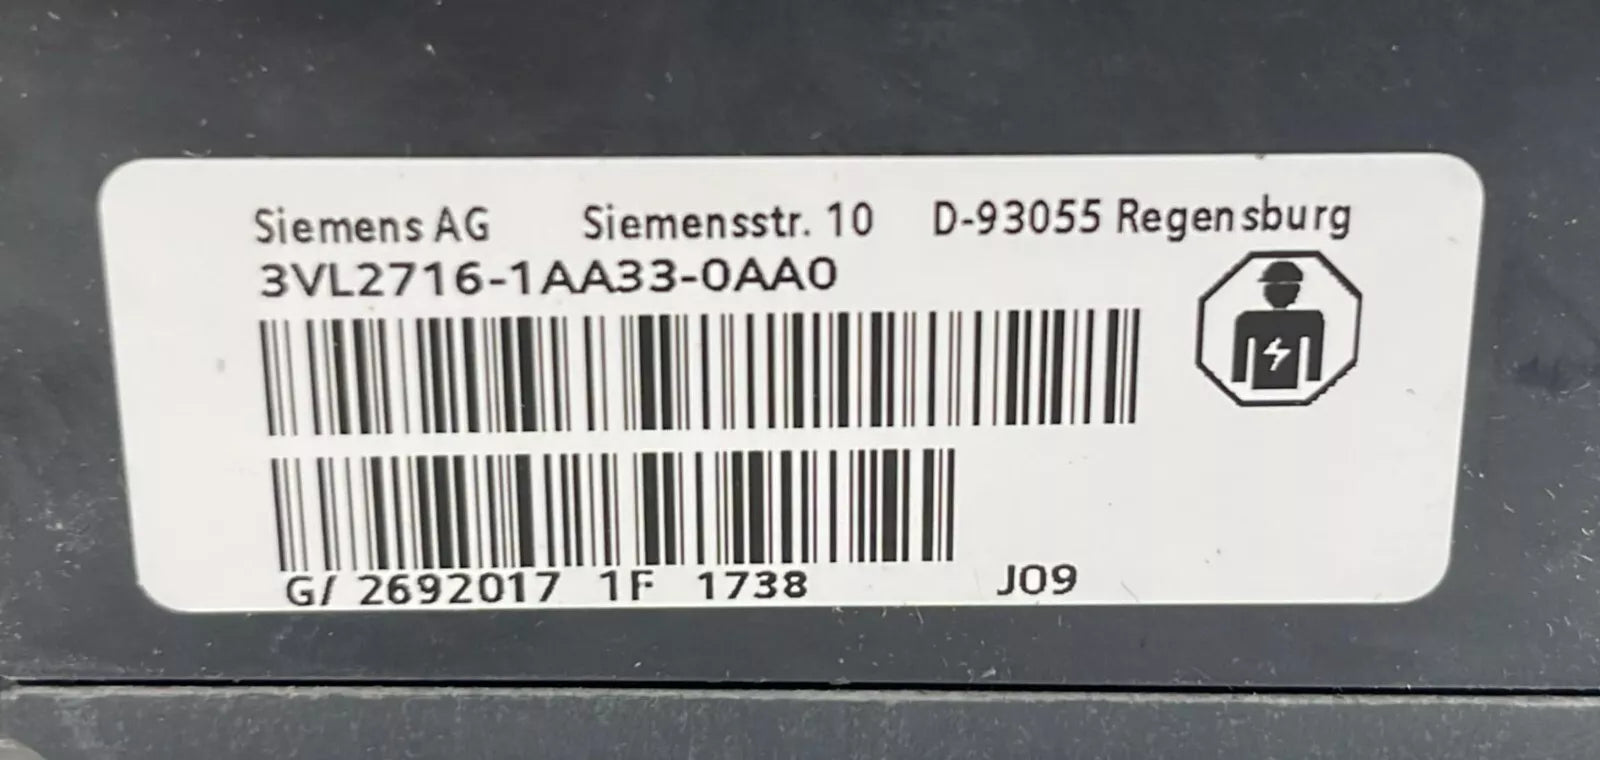 Siemens AG Siemensstr. 10 D-93055 Regensburg
3VL2716-1AA33-0AA0
G/ 2692017 1F 1738 J09